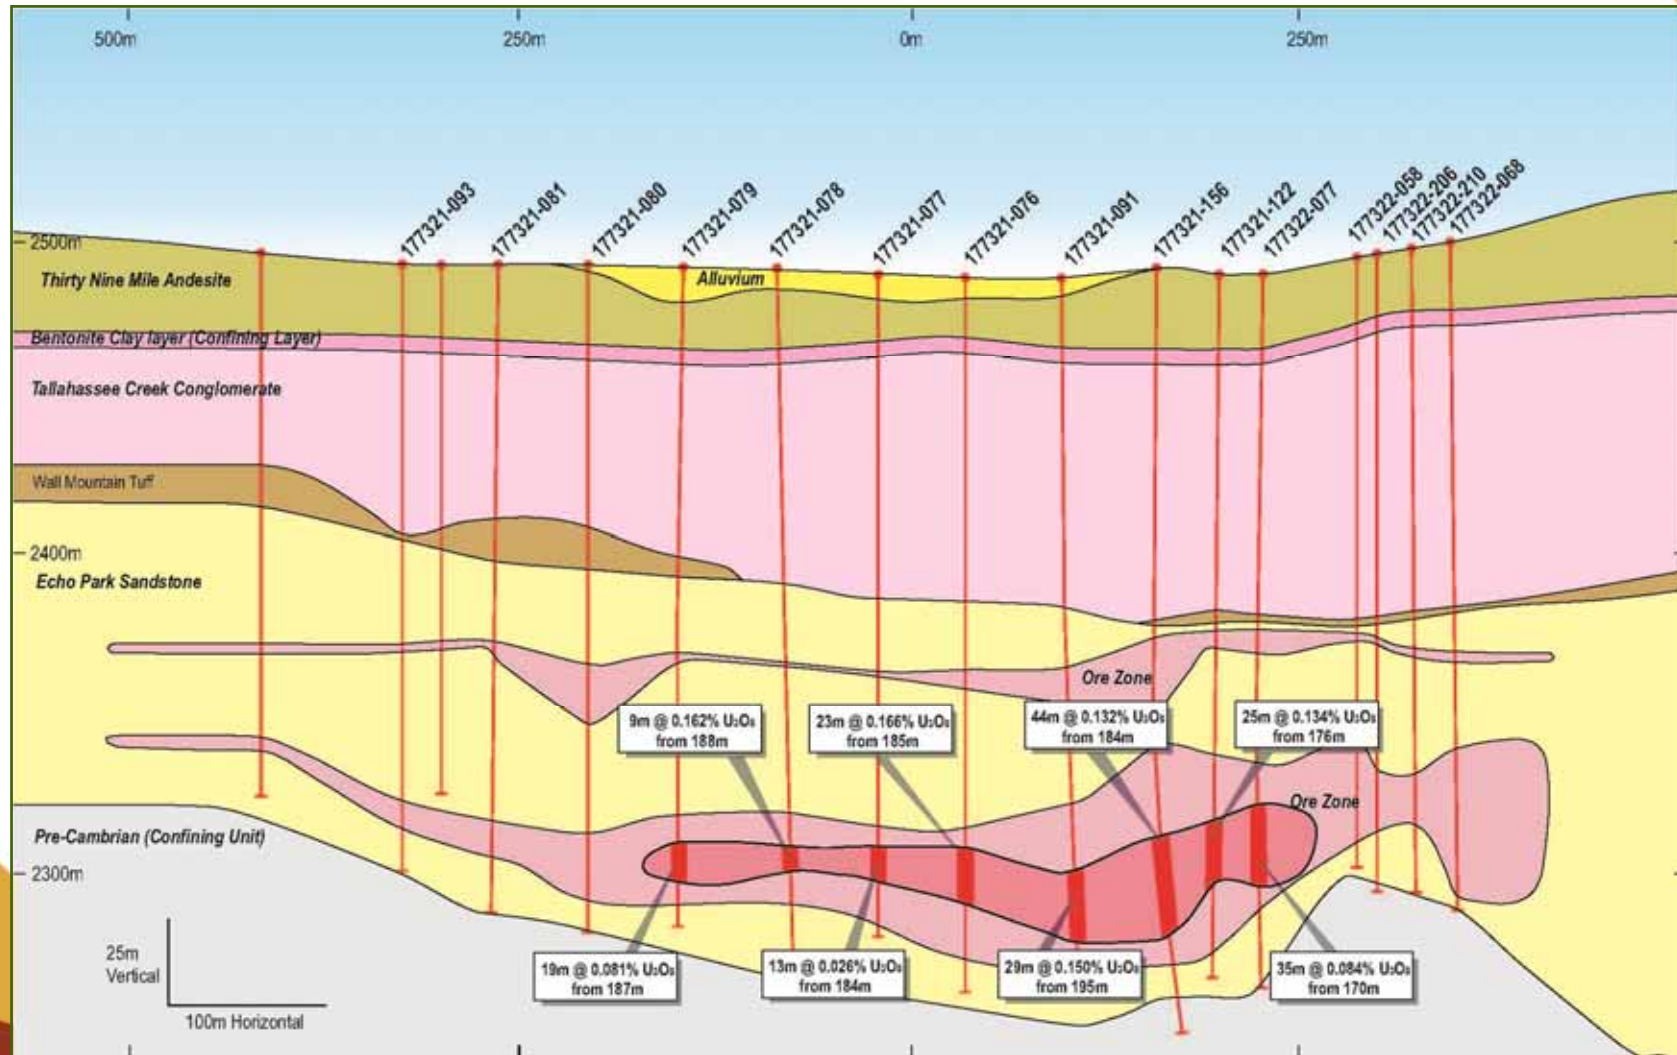 500m
250m
0m
250m
177321-093
177321-081
177321-080
177321-079
177321-078
177321-077
177321-076
177321-091
177321-156
177321-122
177322-077
177322-058
177322-206
177322-210
177322-068
2500m
Thirty Nine Mile Andesite
Alluvium
Bentonite Clay layer (Confining Layer)
Tallahassee Creek Conglomerate
Wall Mountain Tuff
2400m
Echo Park Sandstone
Ore Zone
9m @ 0.162% U₃O₈
from 188m
23m @ 0.166% U₃O₈
from 185m
44m @ 0.132% U₃O₈
from 184m
25m @ 0.134% U₃O₈
from 176m
Ore Zone
Pre-Cambrian (Confining Unit)
2300m
25m
Vertical
100m Horizontal
19m @ 0.081% U₃O₈
from 187m
13m @ 0.026% U₃O₈
from 184m
29m @ 0.150% U₃O₈
from 195m
35m @ 0.084% U₃O₈
from 170m